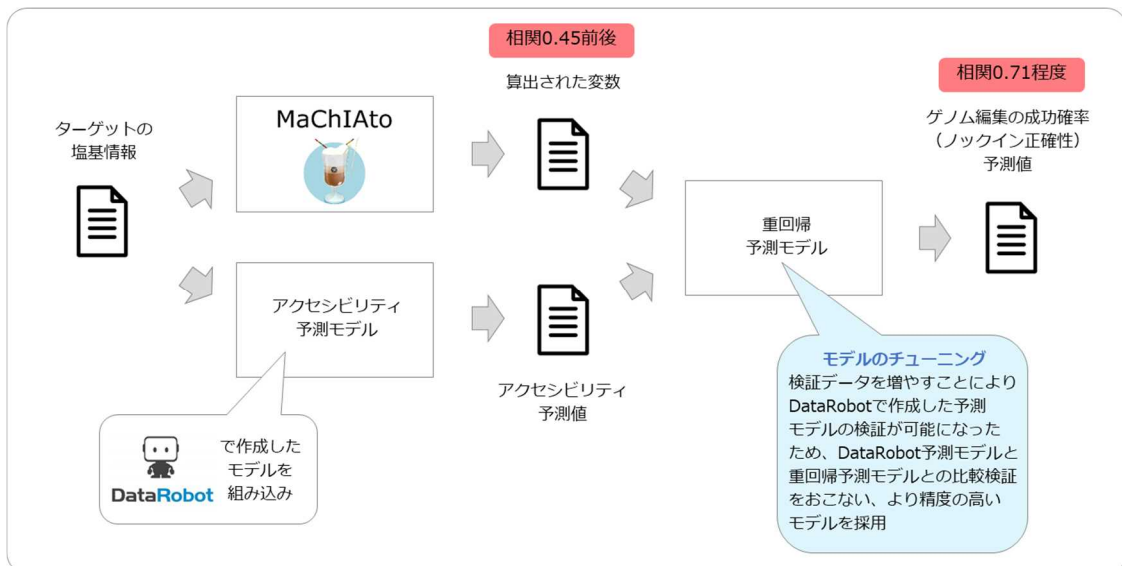 相関0.45前後
算出された変数
相関0.71程度
ゲノム編集の成功確率
（ノックイン正確性）
予測値
ターゲットの
塩基情報
MaChIAto
重回帰
予測モデル
アクセシビリティ
予測モデル
アクセシビリティ
予測値
DataRobot
で作成した
モデルを
組み込み
モデルのチューニング
検証データを増やすことにより
DataRobotで作成した予測
モデルの検証が可能になった
ため、DataRobot予測モデルと
重回帰予測モデルとの比較検証
をおこない、より精度の高い
モデルを採用